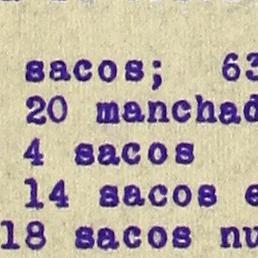 sacos; 63
20 manchad
4 sacos
14 sacos e
18 sacos nu